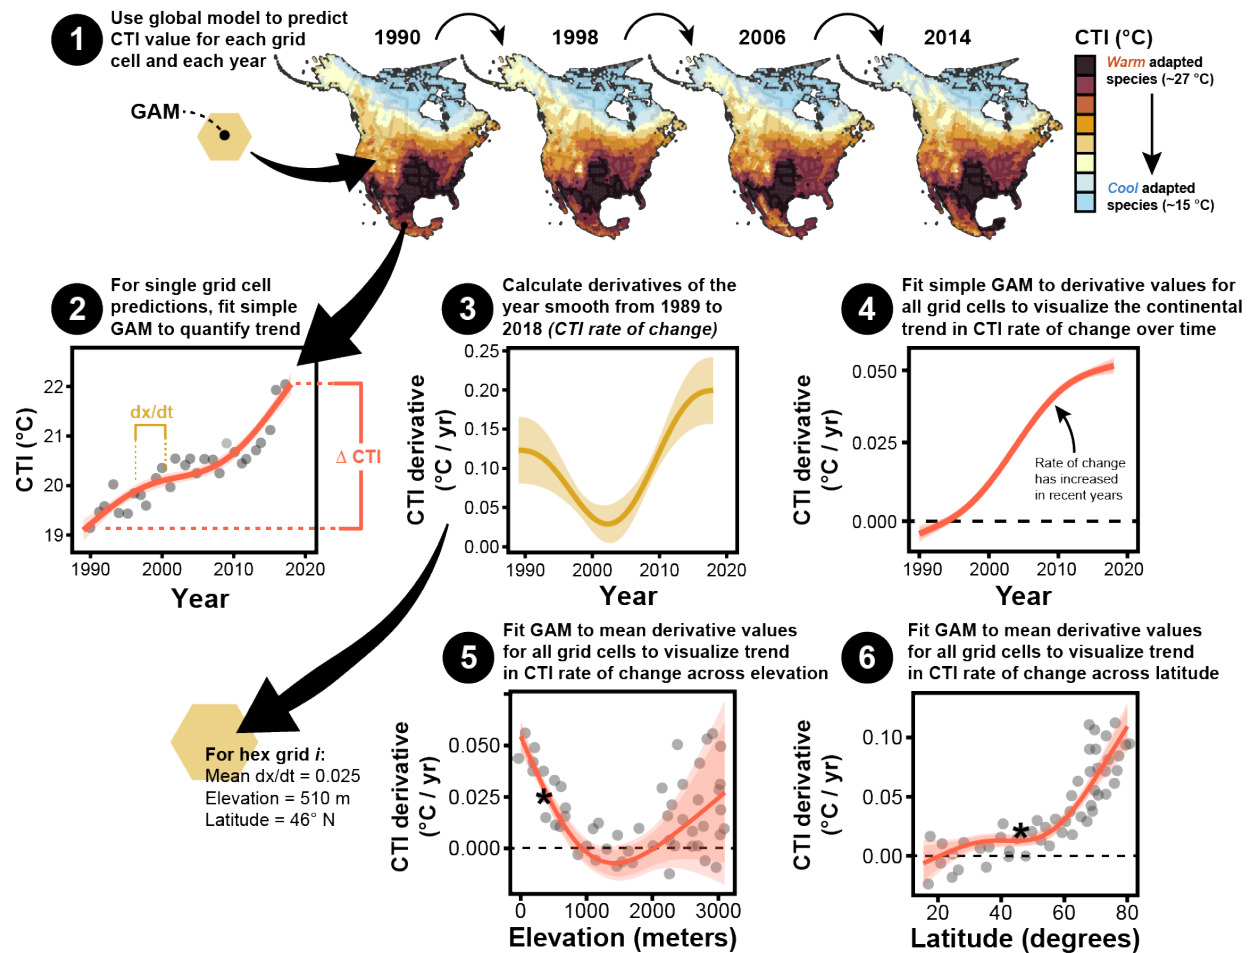 1
Use global model to predict
CTI value for each grid
cell and each year
GAM
1990
1998
2006
2014
CTI (°C)
Warm adapted
species (~27 °C)
Cool adapted
species (~15 °C)
2
For single grid cell
predictions, fit simple
GAM to quantify trend
CTI (°C)
22
21
20
19
dx/dt
Δ CTI
1990
2000
2010
2020
Year
3
Calculate derivatives of the
year smooth from 1989 to
2018 (CTI rate of change)
CTI derivative
(°C / yr)
0.25
0.20
0.15
0.10
0.05
0.00
1990
2000
2010
2020
Year
4
Fit simple GAM to derivative values for
all grid cells to visualize the continental
trend in CTI rate of change over time
CTI derivative
(°C / yr)
0.050
0.025
0.000
Rate of change
has increased
in recent years
1990
2000
2010
2020
Year
For hex grid i:
Mean dx/dt = 0.025
Elevation = 510 m
Latitude = 46° N
5
Fit GAM to mean derivative values
for all grid cells to visualize trend
in CTI rate of change across elevation
CTI derivative
(°C / yr)
0.050
0.025
0.000
*
0
1000
2000
3000
Elevation (meters)
6
Fit GAM to mean derivative values
for all grid cells to visualize trend
in CTI rate of change across latitude
CTI derivative
(°C / yr)
0.10
0.05
0.00
*
20
40
60
80
Latitude (degrees)